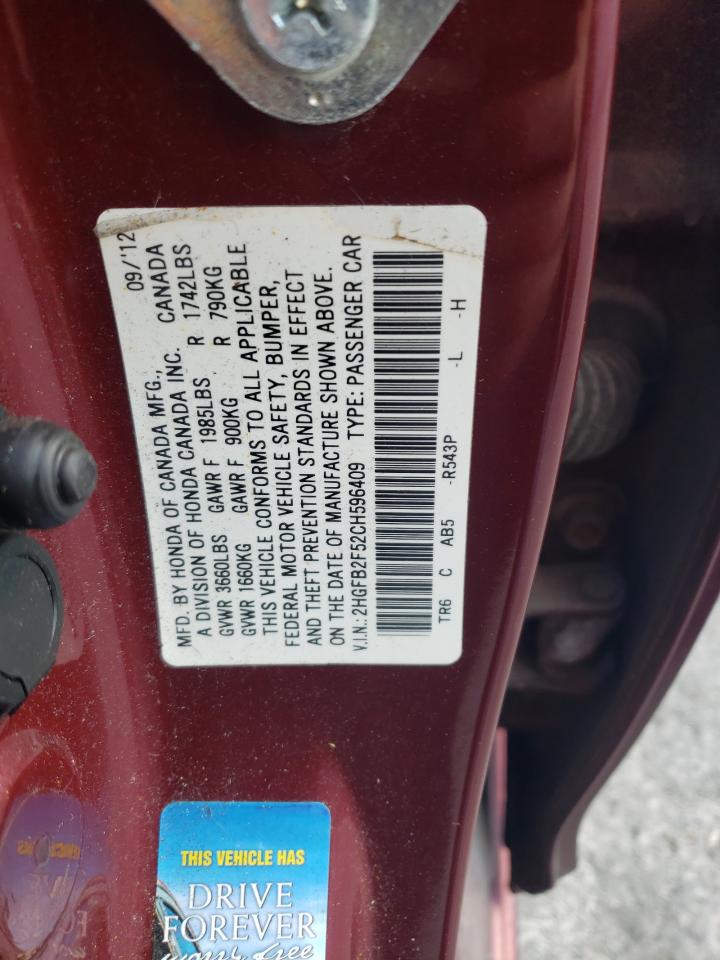 MFD. BY HONDA OF CANADA MFG., 09/'12
A DIVISION OF HONDA CANADA INC. CANADA
GVWR 3660LBS GAWR F 1985LBS R 1742LBS
GVWR 1660KG GAWR F 900KG R 790KG
THIS VEHICLE CONFORMS TO ALL APPLICABLE
FEDERAL MOTOR VEHICLE SAFETY, BUMPER,
AND THEFT PREVENTION STANDARDS IN EFFECT
ON THE DATE OF MANUFACTURE SHOWN ABOVE.
V.I.N.: 2HGFB2F52CH596409 TYPE: PASSENGER CAR
TR6 C AB5 -R543P -L -H
THIS VEHICLE HAS
DRIVE
FOREVER
worry free